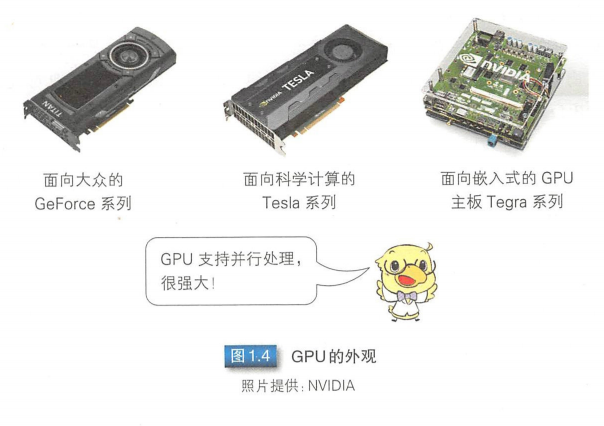 TITAN
NVIDIA TESLA
NVIDIA
面向大众的
GeForce 系列
面向科学计算的
Tesla 系列
面向嵌入式的 GPU
主板 Tegra 系列
GPU 支持并行处理，
很强大！
图 1.4 GPU的外观
照片提供：NVIDIA